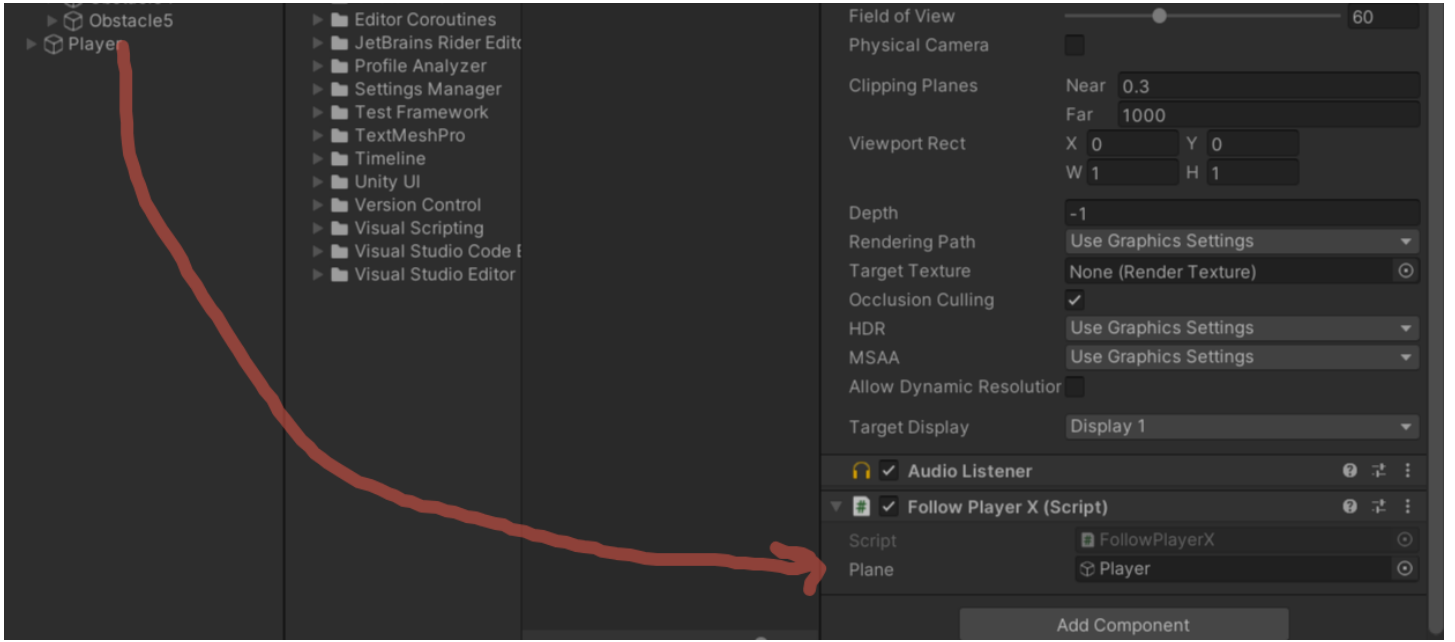 Obstacle5
Player
Editor Coroutines
JetBrains Rider Edit
Profile Analyzer
Settings Manager
Test Framework
TextMeshPro
Timeline
Unity UI
Version Control
Visual Scripting
Visual Studio Code E
Visual Studio Editor
Field of View 60
Physical Camera
Clipping Planes Near 0.3
Far 1000
Viewport Rect X 0 Y 0
W 1 H 1
Depth -1
Rendering Path Use Graphics Settings
Target Texture None (Render Texture)
Occlusion Culling
HDR Use Graphics Settings
MSAA Use Graphics Settings
Allow Dynamic Resolution
Target Display Display 1
Audio Listener
# Follow Player X (Script)
Script # FollowPlayerX
Plane Player
Add Component